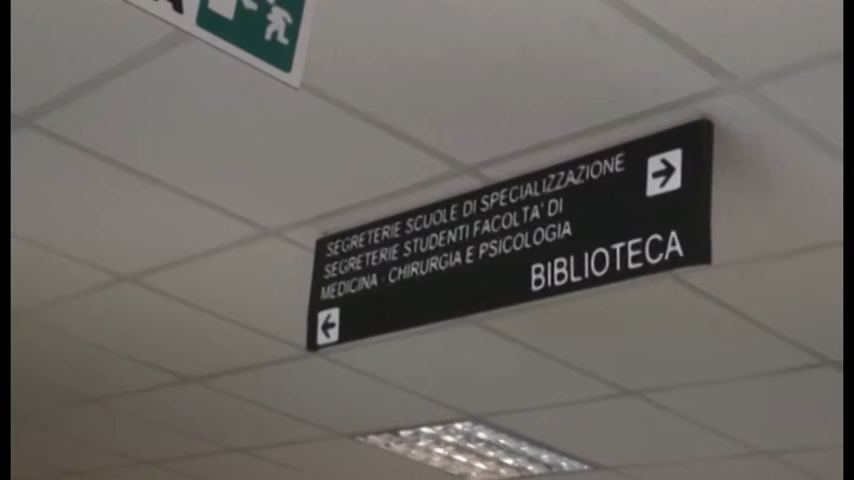 A
SEGRETERIE SCUOLE DI SPECIALIZZAZIONE
SEGRETERIE STUDENTI FACOLTA' DI
MEDICINA - CHIRURGIA E PSICOLOGIA
BIBLIOTECA